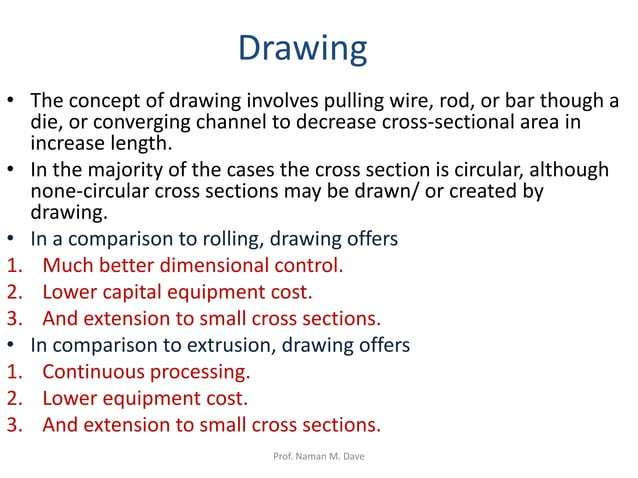 Drawing
• The concept of drawing involves pulling wire, rod, or bar though a
die, or converging channel to decrease cross-sectional area in
increase length.
• In the majority of the cases the cross section is circular, although
none-circular cross sections may be drawn/ or created by
drawing.
• In a comparison to rolling, drawing offers
1. Much better dimensional control.
2. Lower capital equipment cost.
3. And extension to small cross sections.
• In comparison to extrusion, drawing offers
1. Continuous processing.
2. Lower equipment cost.
3. And extension to small cross sections.
Prof. Naman M. Dave